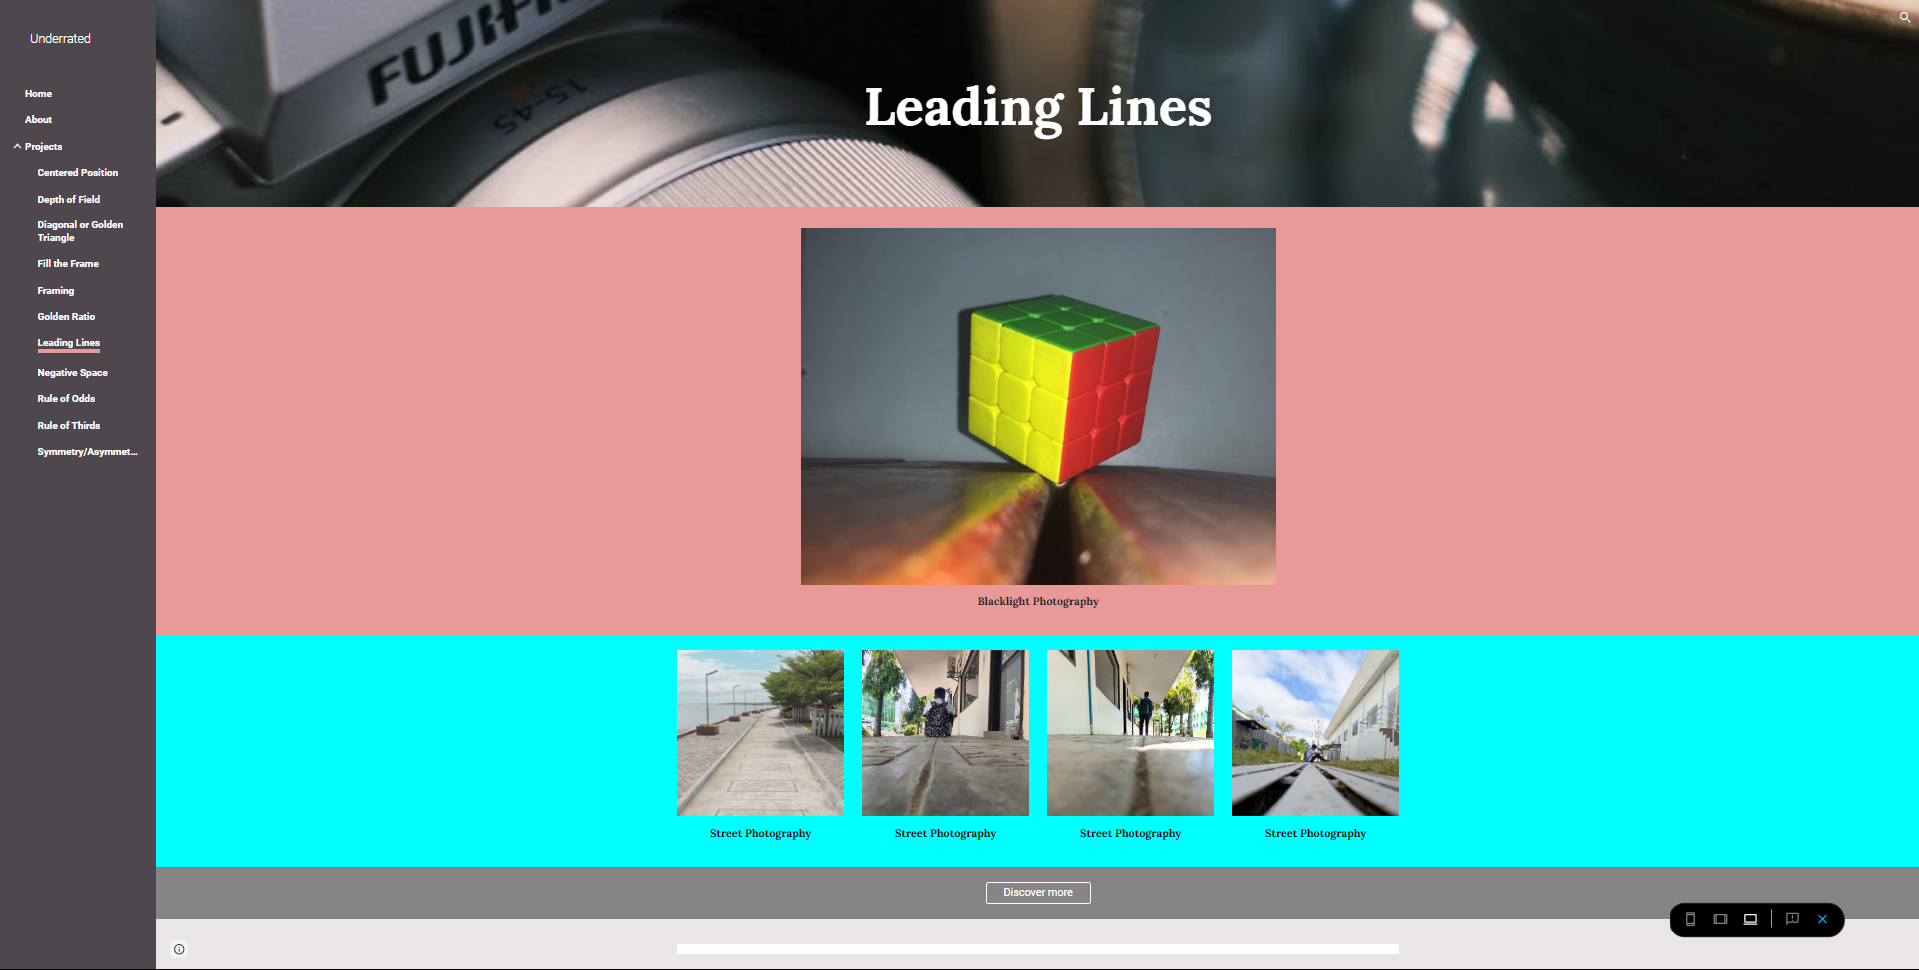 Underrated
Home
About
Projects
Centered Position
Depth of Field
Diagonal or Golden
Triangle
Fill the Frame
Framing
Golden Ratio
Leading Lines
Negative Space
Rule of Odds
Rule of Thirds
Symmetry/Asymmet...
15-45
Leading Lines
Blacklight Photography
Street Photography
Street Photography
Street Photography
Street Photography
Discover more